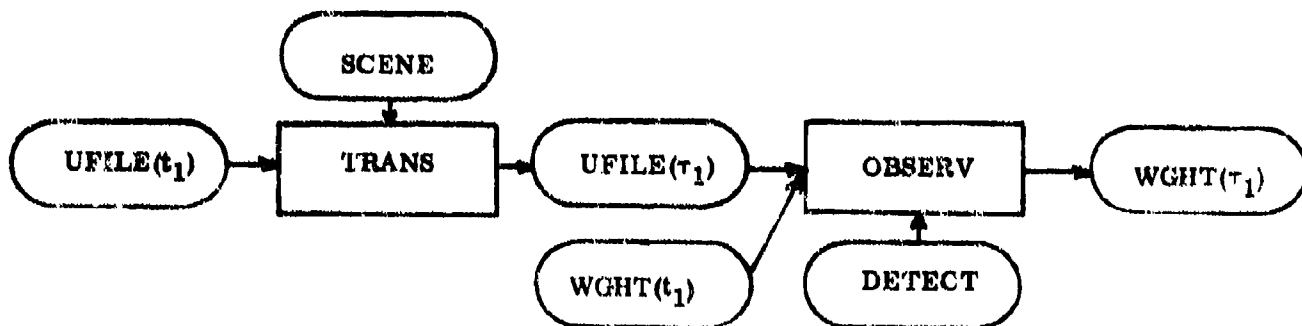 SCENE
UFILE(t₁)
TRANS
UFILE(τ₁)
OBSERV
WGHT(τ₁)
WGHT(t₁)
DETECT